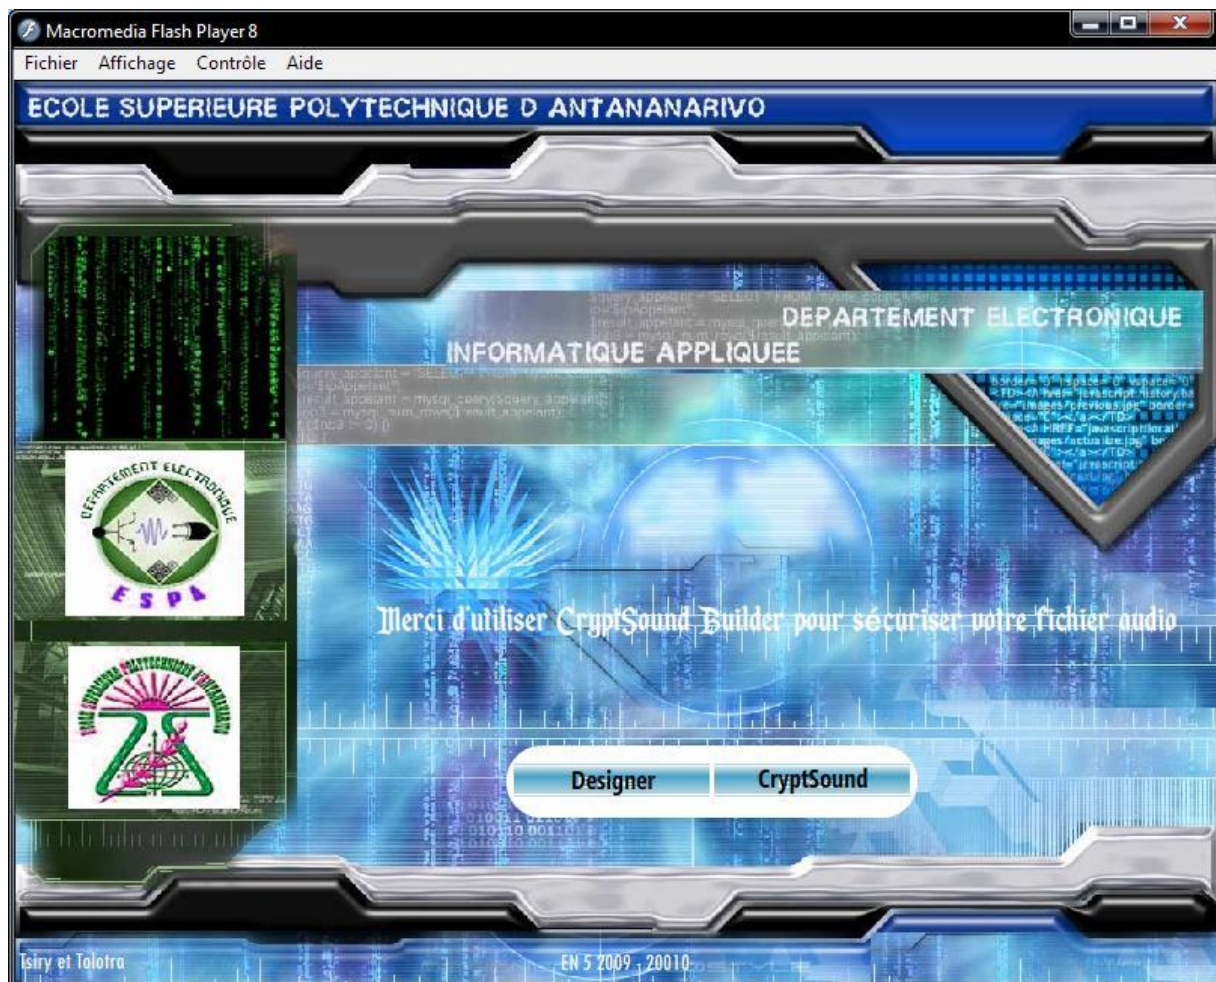 Macromedia Flash Player 8
Fichier Affichage Contrôle Aide
ECOLE SUPERIEURE POLYTECHNIQUE D ANTANANARIVO
DEPARTEMENT ELECTRONIQUE
INFORMATIQUE APPLIQUEE
DEPARTEMENT ELECTRONIQUE
ESPA
Merci d'utiliser CryptSound Builder pour sécuriser votre fichier audio
Designer CryptSound
Tsiry et Tolotra
EN 5 2009 - 20010